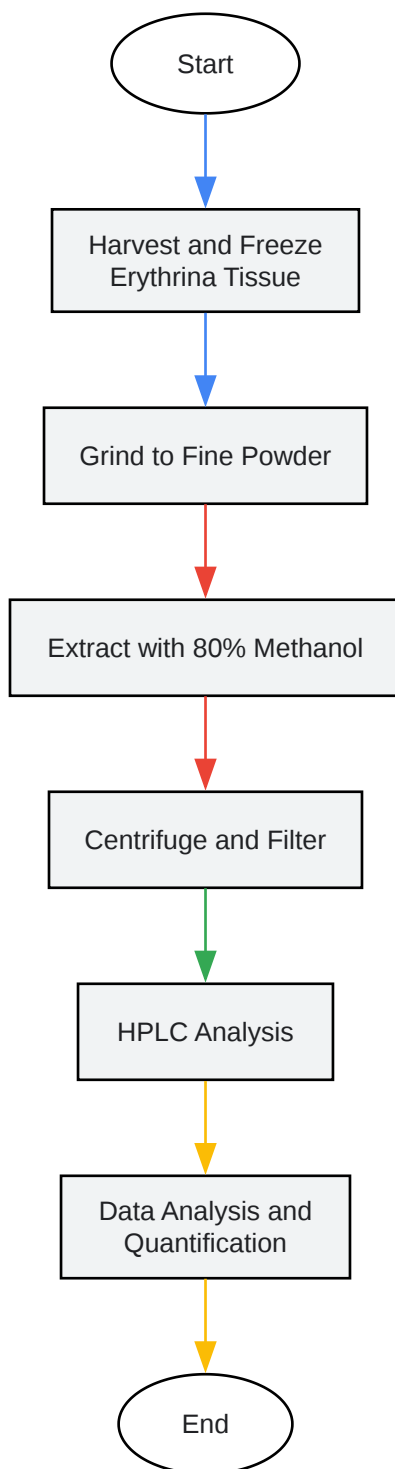 Start
Harvest and Freeze
Erythrina Tissue
Grind to Fine Powder
Extract with 80% Methanol
Centrifuge and Filter
HPLC Analysis
Data Analysis and
Quantification
End